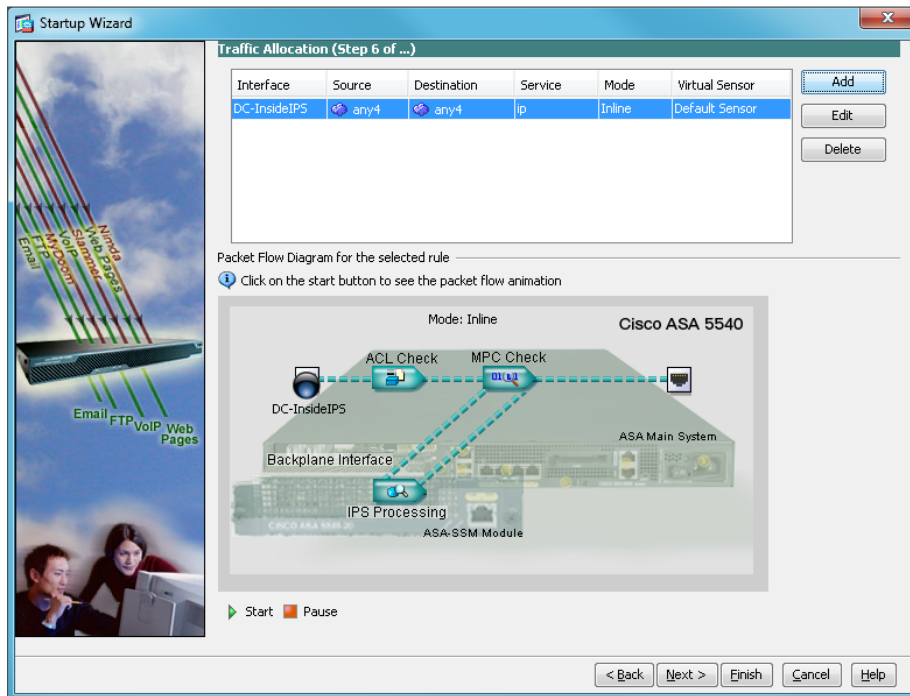 Startup Wizard
Traffic Allocation (Step 6 of ...)
Interface Source Destination Service Mode Virtual Sensor
DC-InsideIPS any4 any4 ip Inline Default Sensor
Add
Edit
Delete
Nimda
Web Pages
Slammer
VoIP
MyDoom
FTP
Email
Email
FTP
VoIP
Web Pages
Packet Flow Diagram for the selected rule
Click on the start button to see the packet flow animation
Mode: Inline
Cisco ASA 5540
ACL Check
MPC Check
DC-InsideIPS
ASA Main System
Backplane Interface
IPS Processing
ASA-SSM Module
Start Pause
< Back Next > Finish Cancel Help